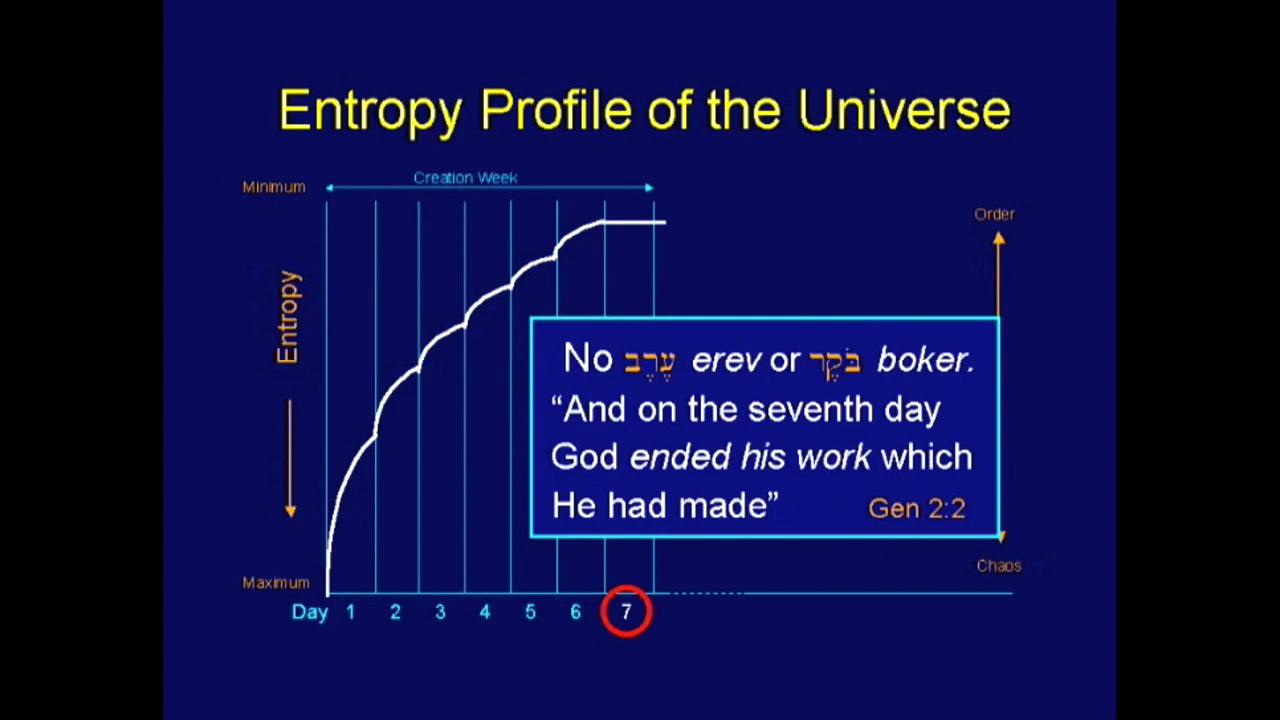 Entropy Profile of the Universe
Minimum
Creation Week
Order
Entropy
No עֶרֶב erev or בֹּקֶר boker.
“And on the seventh day
God ended his work which
He had made” Gen 2:2
Chaos
Maximum
Day 1 2 3 4 5 6 7